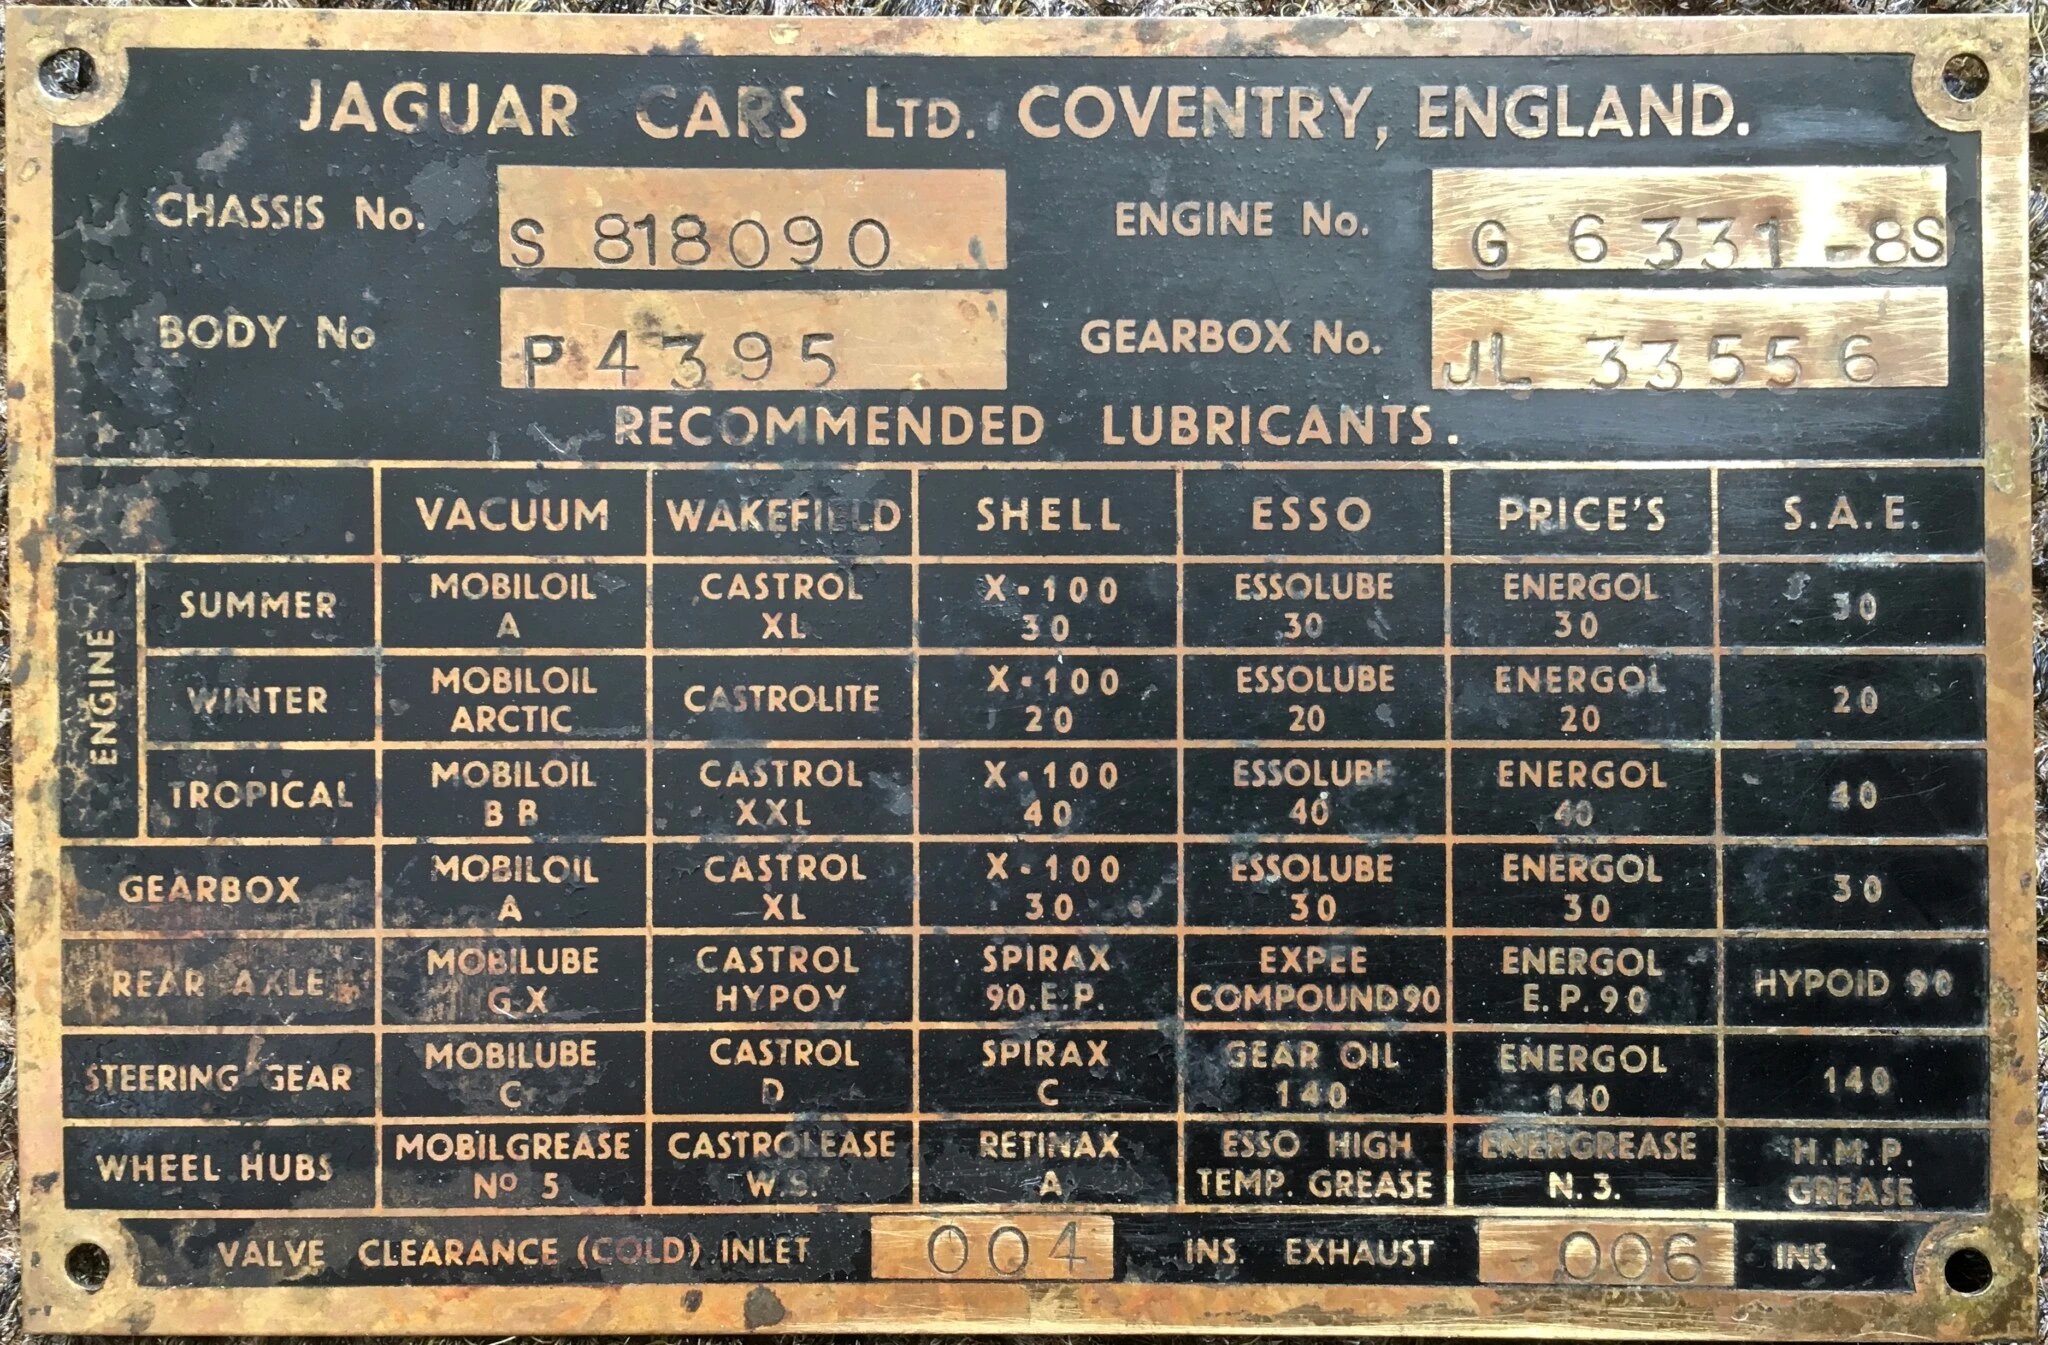 JAGUAR CARS LTD. COVENTRY, ENGLAND.
CHASSIS No. S 818090 ENGINE No. G 6331 -8S
BODY No P4395 GEARBOX No. JL 33556
RECOMMENDED LUBRICANTS.
VACUUM WAKEFIELD SHELL ESSO PRICE'S S.A.E.
ENGINE
SUMMER MOBILOIL A CASTROL XL X-100 30 ESSOLUBE 30 ENERGOL 30 30
WINTER MOBILOIL ARCTIC CASTROLITE X-100 20 ESSOLUBE 20 ENERGOL 20 20
TROPICAL MOBILOIL BB CASTROL XXL X-100 40 ESSOLUBE 40 ENERGOL 40 40
GEARBOX MOBILOIL A CASTROL XL X-100 30 ESSOLUBE 30 ENERGOL 30 30
REAR AXLE MOBILUBE G.X CASTROL HYPOY SPIRAX 90.E.P. EXPEE COMPOUND 90 ENERGOL E.P.90 HYPOID 90
STEERING GEAR MOBILUBE C CASTROL D SPIRAX C GEAR OIL 140 ENERGOL 140 140
WHEEL HUBS MOBILGREASE No 5 CASTROLEASE W.S. RETINAX A ESSO HIGH TEMP. GREASE ENERGREASE N.3. H.M.P. GREASE
VALVE CLEARANCE (COLD) INLET 004 INS. EXHAUST 006 INS.